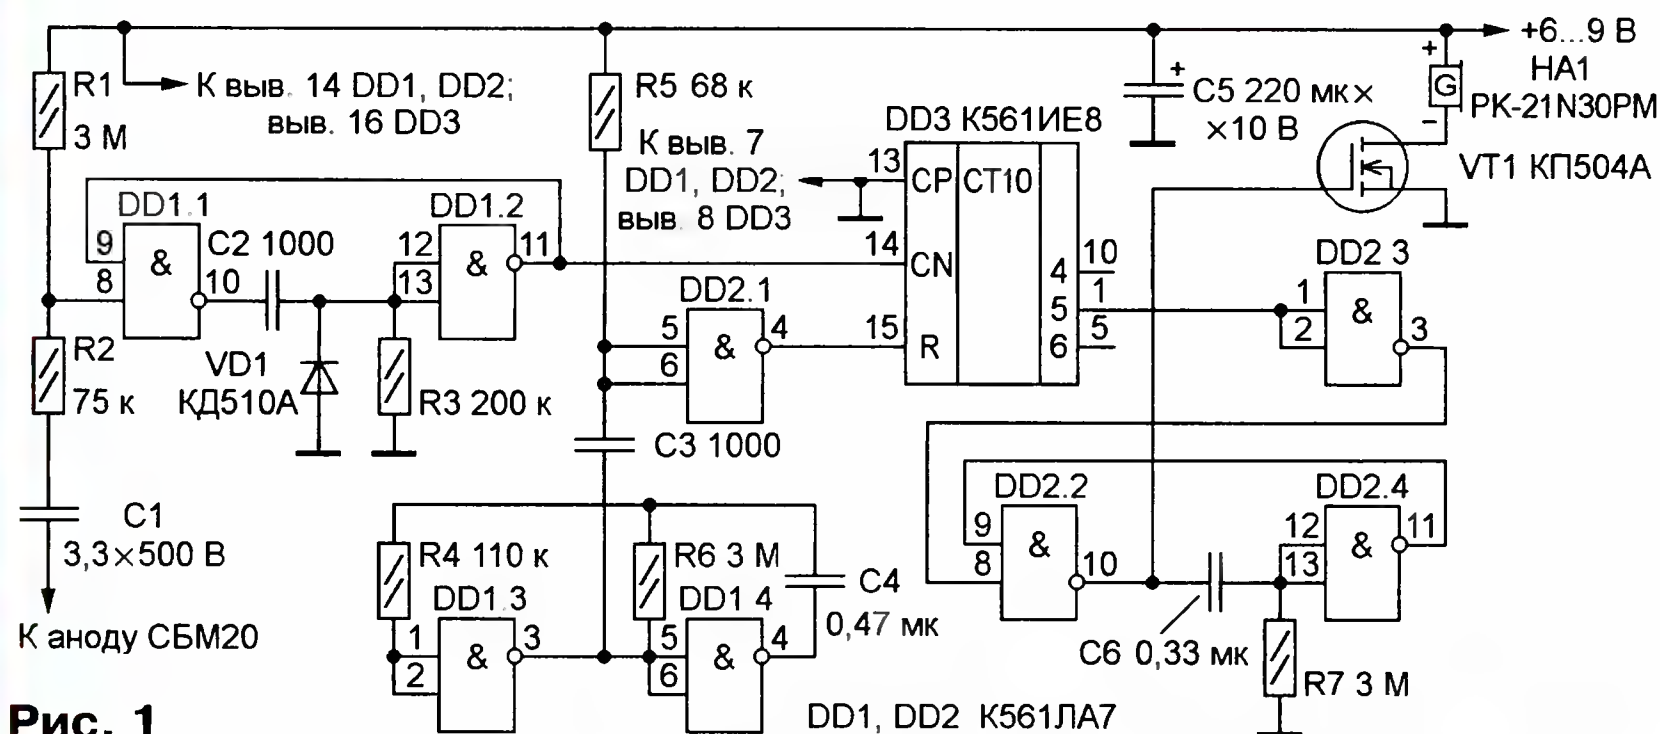 +6...9 В
R1
3 М
К выв. 14 DD1, DD2;
выв. 16 DD3
R5 68 к
К выв. 7
DD1, DD2;
выв. 8 DD3
DD3 К561ИЕ8
13
CP
CT10
14
CN
15
R
4
10
5
1
6
5
+
C5 220 мк×
×10 В
+
G
−
HA1
PK-21N30PM
VT1 КП504А
DD1.1
9
8
&
10
C2 1000
DD1.2
12
13
&
11
R2
75 к
VD1
КД510А
R3 200 к
DD2.1
5
6
&
4
C3 1000
DD2 3
1
2
&
3
C1
3,3×500 В
К аноду СБМ20
R4 110 к
DD1.3
1
2
&
3
R6 3 М
DD1 4
5
6
&
4
C4
0,47 мк
DD2.2
9
8
&
10
DD2.4
12
13
&
11
C6 0,33 мк
R7 3 М
DD1, DD2 К561ЛА7
Рис. 1